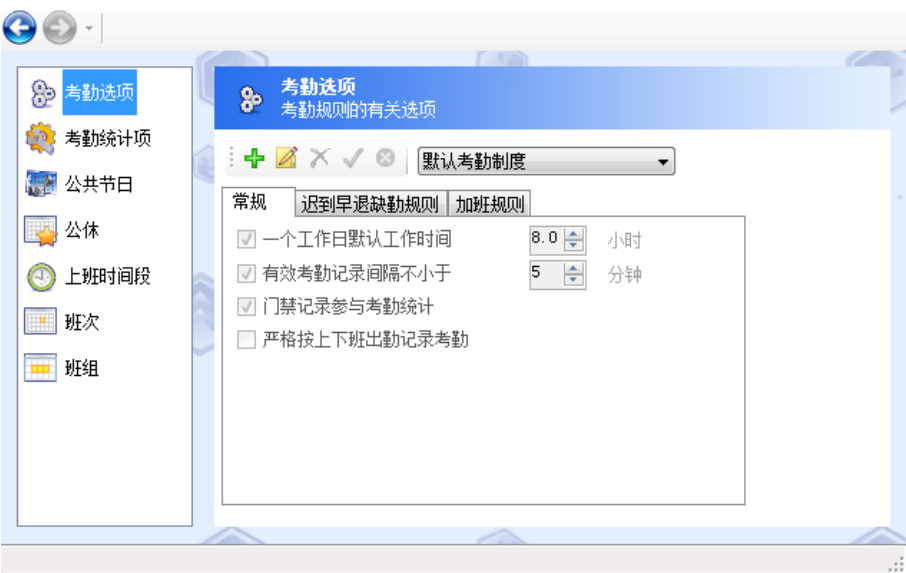 考勤选项
考勤统计项
公共节日
公休
上班时间段
班次
班组
考勤选项
考勤规则的有关选项
默认考勤制度
常规 迟到早退缺勤规则 加班规则
一个工作日默认工作时间 8.0 小时
有效考勤记录间隔不小于 5 分钟
门禁记录参与考勤统计
严格按上下班出勤记录考勤